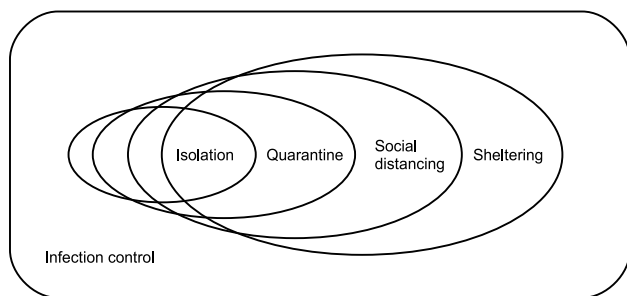 Isolation
Quarantine
Social
distancing
Sheltering
Infection control